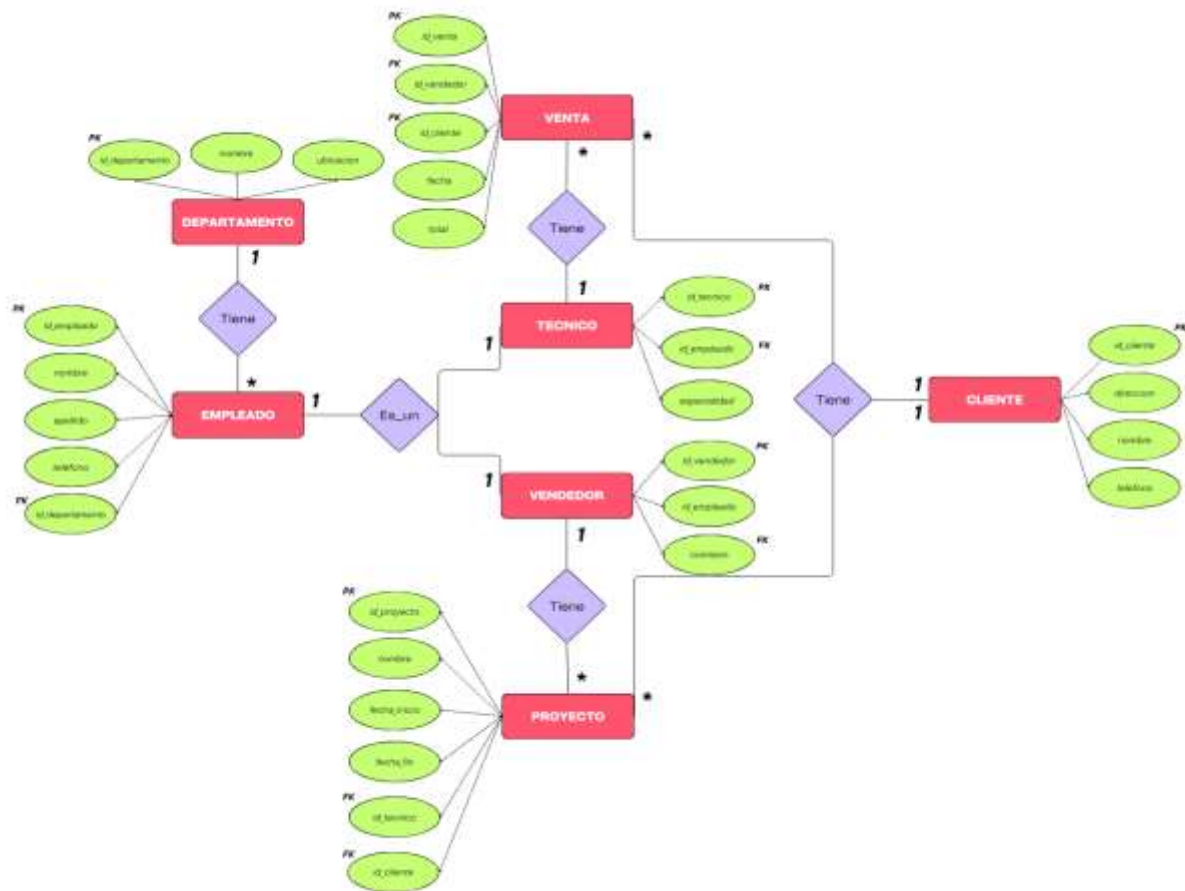 PK
id_venta
FK
id_vendedor
FK
id_cliente
fecha
total
VENTA
*
*
PK
id_departamento
nombre
ubicacion
DEPARTAMENTO
1
Tiene
*
Tiene
1
TECNICO
id_tecnico
PK
id_empleado
FK
especialidad
PK
id_empleado
nombre
apellido
telefono
FK
id_departamento
EMPLEADO
1
Es_un
1
1
VENDEDOR
id_vendedor
PK
id_empleado
FK
1
Tiene
1
1
CLIENTE
id_cliente
PK
direccion
nombre
telefono
Tiene
*
*
PROYECTO
PK
id_proyecto
nombre
fecha_inicio
fecha_fin
FK
id_tecnico
FK
id_cliente